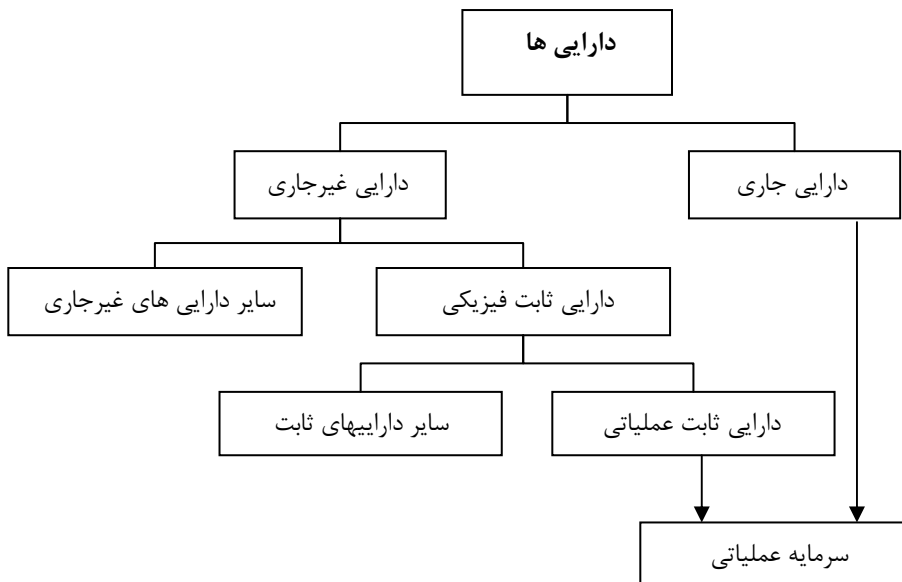 دارایی ها
دارایی جاری
دارایی غیرجاری
دارایی ثابت فیزیکی
سایر دارایی های غیرجاری
دارایی ثابت عملیاتی
سایر داراییهای ثابت
سرمایه عملیاتی